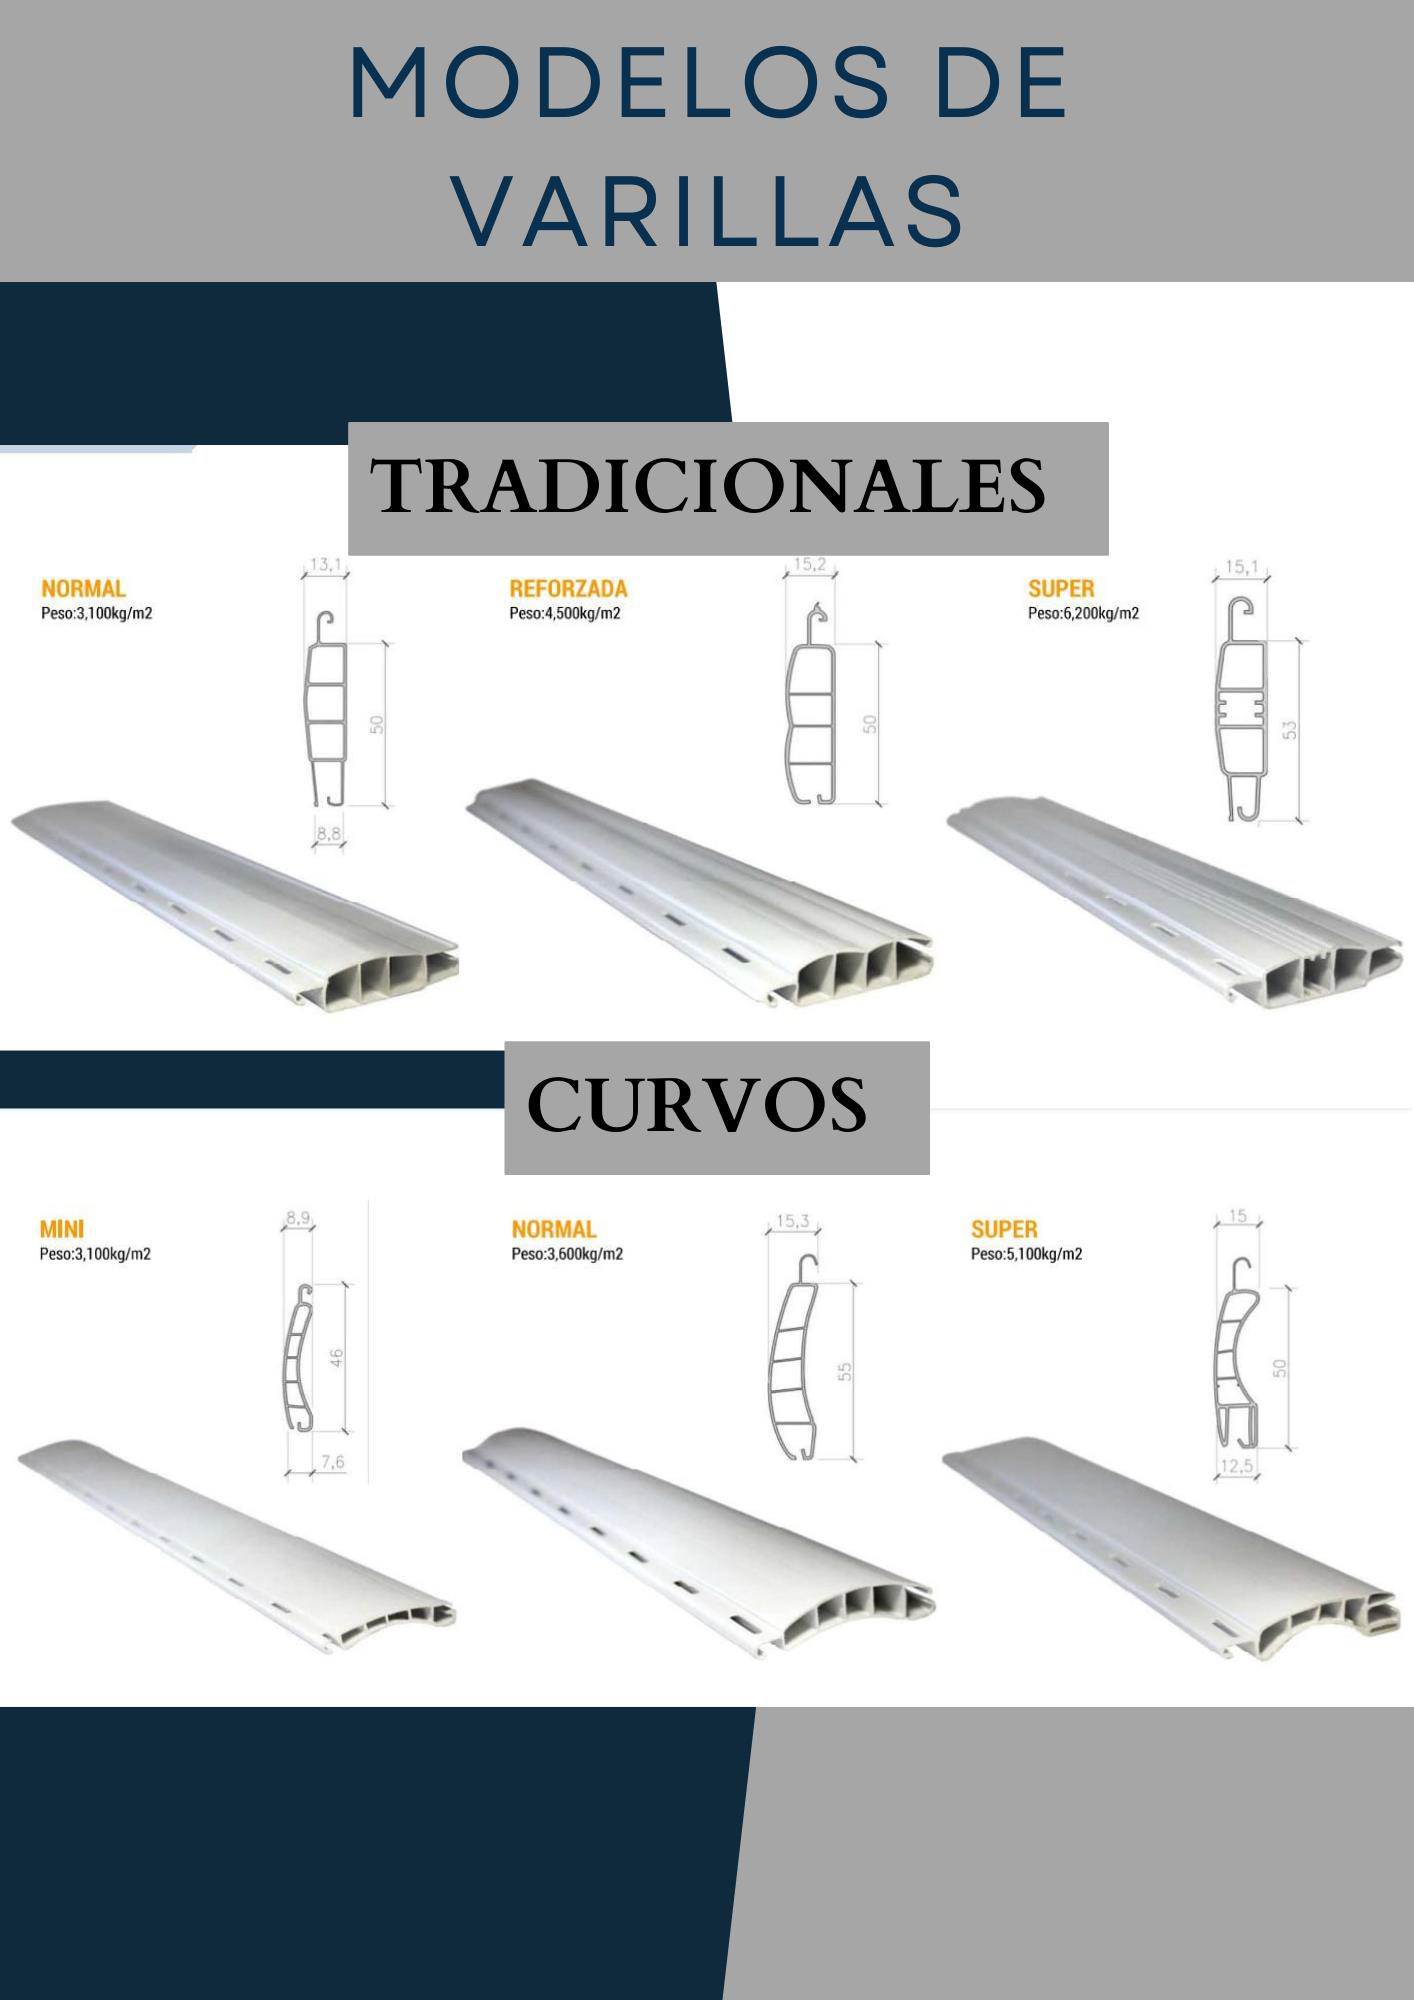 MODELOS DE
VARILLAS
TRADICIONALES
NORMAL
Peso:3,100kg/m2
13,1
50
8,8
REFORZADA
Peso:4,500kg/m2
15,2
50
SUPER
Peso:6,200kg/m2
15,1
53
CURVOS
MINI
Peso:3,100kg/m2
8,9
46
7,6
NORMAL
Peso:3,600kg/m2
15,3
55
SUPER
Peso:5,100kg/m2
15
50
12,5